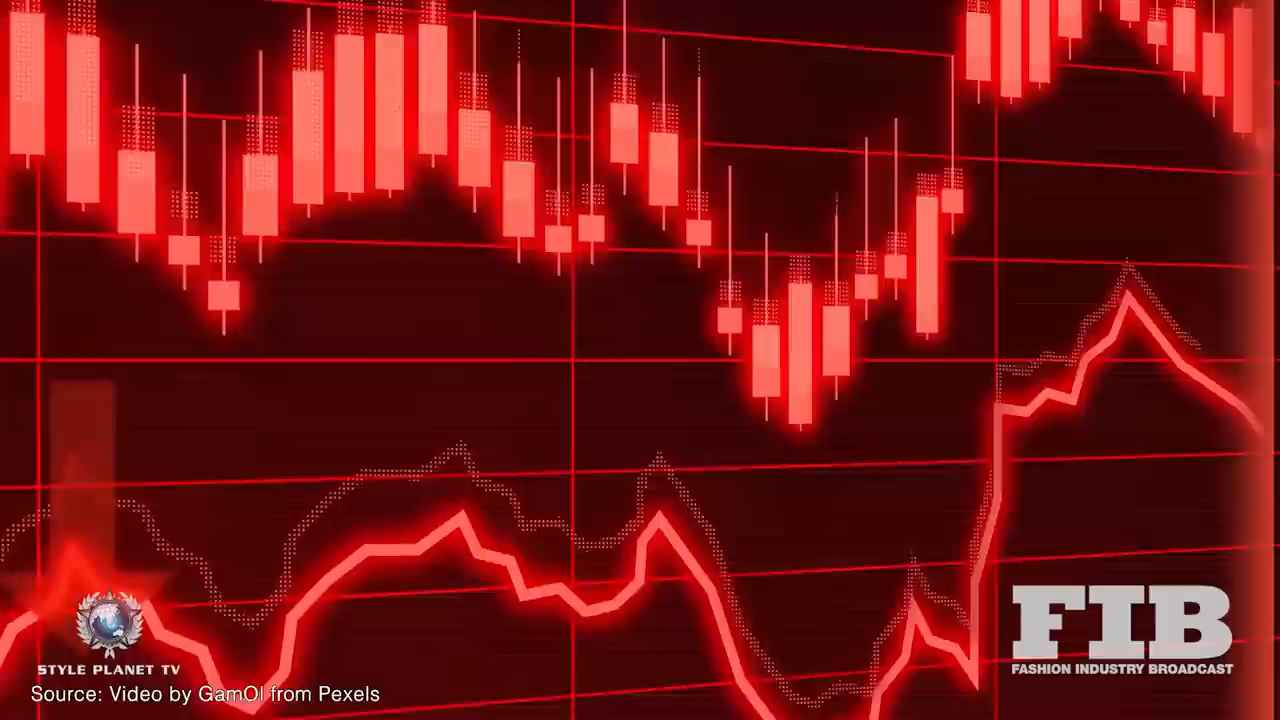 FIB
FASHION INDUSTRY BROADCAST
STYLE PLANET TV
Source: Video by GamOl from Pexels